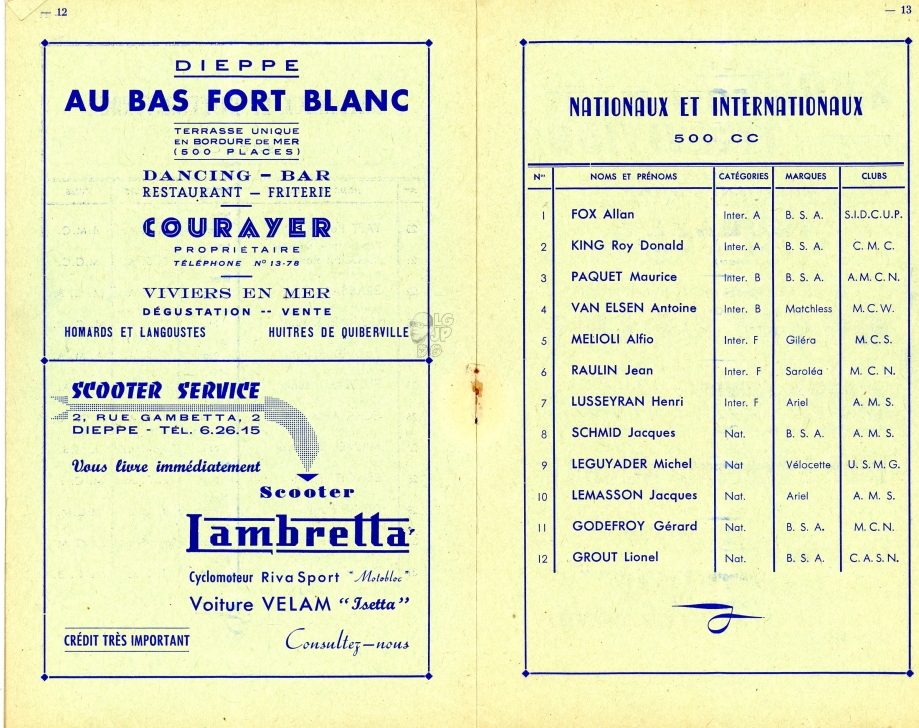 — 12
DIEPPE
AU BAS FORT BLANC
TERRASSE UNIQUE
EN BORDURE DE MER
(500 PLACES)
DANCING – BAR
RESTAURANT – FRITERIE
COURAYER
PROPRIÉTAIRE
TÉLÉPHONE Nº 13-78
VIVIERS EN MER
DÉGUSTATION -- VENTE
HOMARDS ET LANGOUSTES HUITRES DE QUIBERVILLE
SCOOTER SERVICE
2, RUE GAMBETTA, 2
DIEPPE - TÉL. 6.26.15
Vous livre immédiatement
Scooter
Lambretta
Cyclomoteur Riva Sport "Motobloc"
Voiture VELAM "Isetta"
CRÉDIT TRÈS IMPORTANT Consultez-nous
— 13
NATIONAUX ET INTERNATIONAUX
500 CC
Nos NOMS ET PRÉNOMS CATÉGORIES MARQUES CLUBS
1 FOX Allan Inter. A B. S. A. S.I.D.C.U.P.
2 KING Roy Donald Inter. A B. S. A. C. M. C.
3 PAQUET Maurice Inter. B B. S. A. A. M. C. N.
4 VAN ELSEN Antoine Inter. B Matchless M. C. W.
5 MELIOLI Alfio Inter. F Giléra M. C. S.
6 RAULIN Jean Inter. F Saroléa M. C. N.
7 LUSSEYRAN Henri Inter. F Ariel A. M. S.
8 SCHMID Jacques Nat. B. S. A. A. M. S.
9 LEGUYADER Michel Nat Vélocette U. S. M. G.
10 LEMASSON Jacques Nat. Ariel A. M. S.
11 GODEFROY Gérard Nat. B. S. A. M. C. N.
12 GROUT Lionel Nat. B. S. A. C. A. S. N.